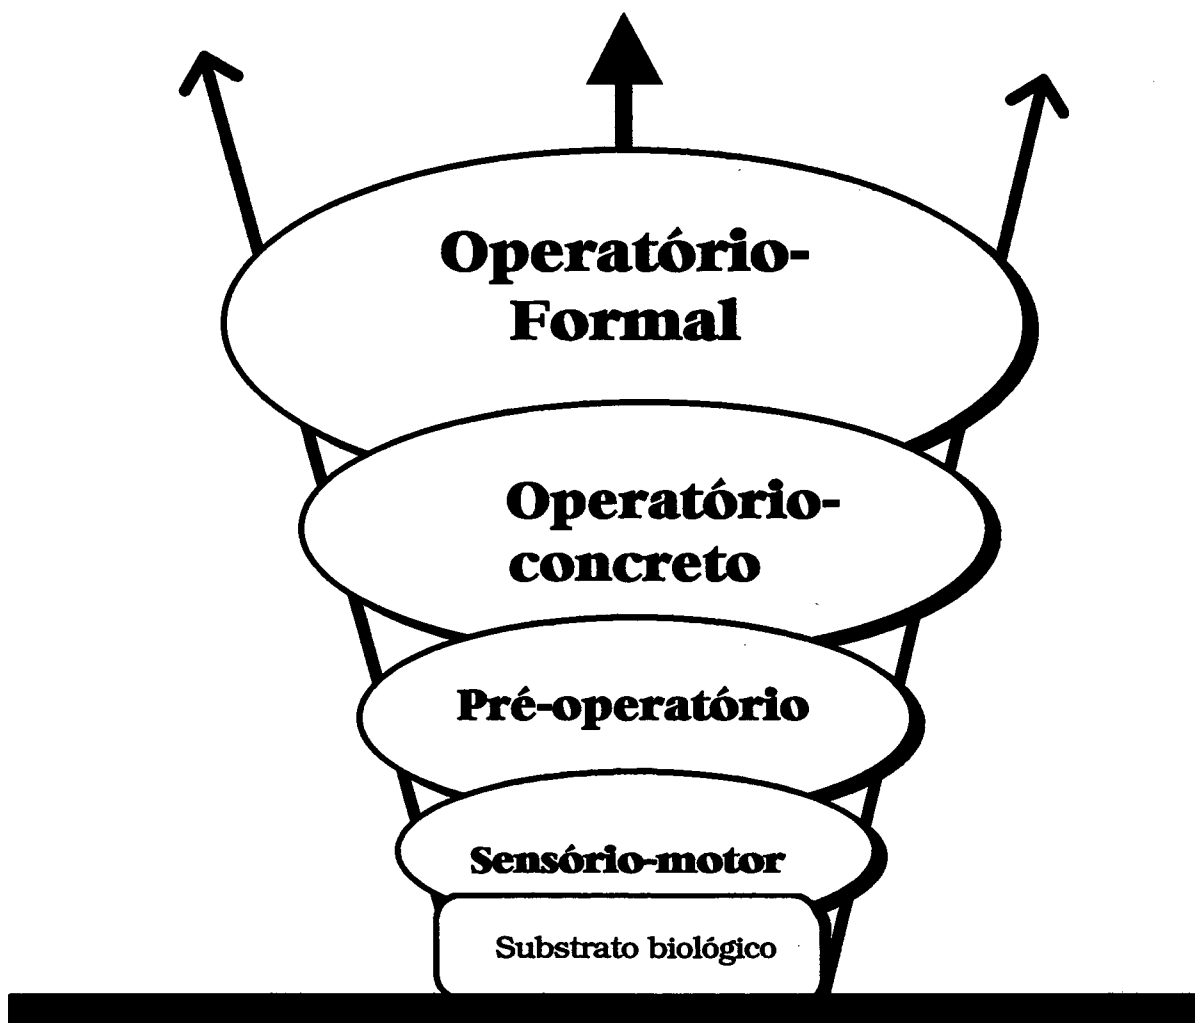 Operatório-
Formal
Operatório-
concreto
Pré-operatório
Sensório-motor
Substrato biológico